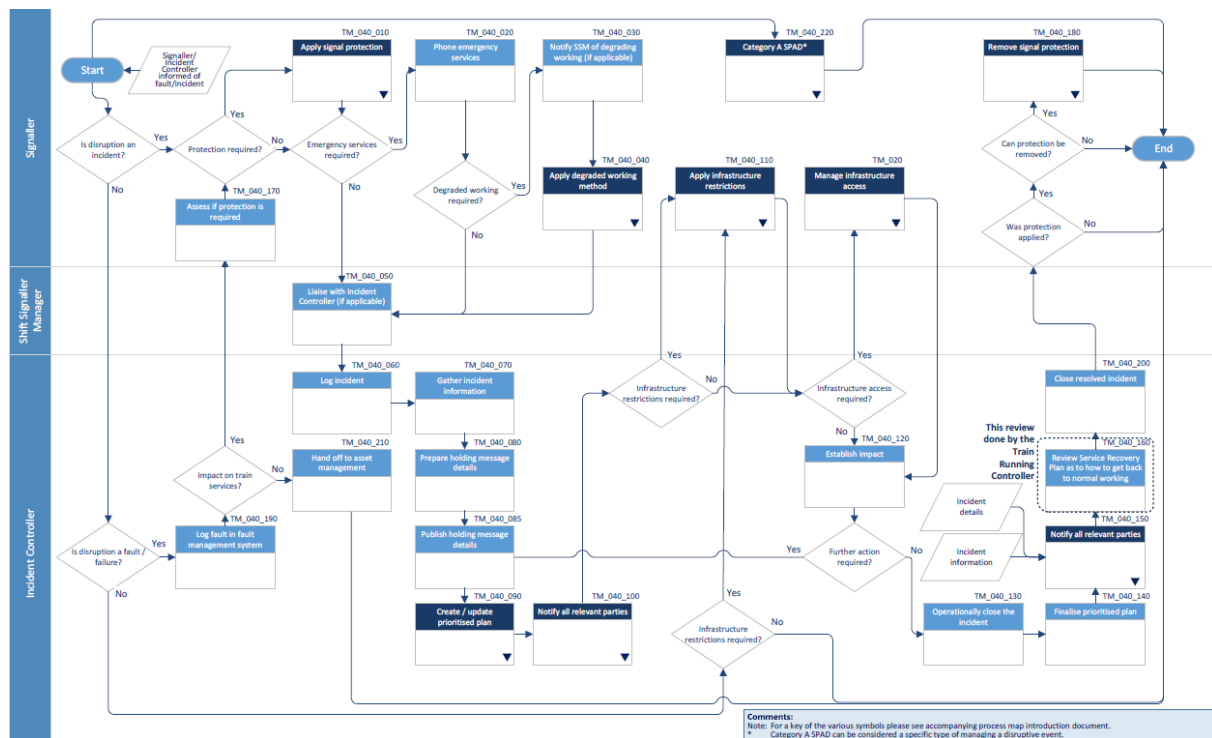 Signaller
Start
Signaller/
Incident
Controller
informed of
fault/incident
TM_040_010
Apply signal protection
TM_040_020
Phone emergency
services
TM_040_030
Notify SSM of degrading
working (if applicable)
TM_040_220
Category A SPAD*
TM_040_180
Remove signal protection
Is disruption an
incident?
Yes
No
Protection required?
Yes
No
Emergency services
required?
Yes
No
Degraded working
required?
Yes
No
TM_040_040
Apply degraded working
method
TM_040_110
Apply infrastructure
restrictions
TM_020
Manage infrastructure
access
Can protection be
removed?
Yes
No
End
TM_040_170
Assess if protection is
required
Was protection
applied?
Yes
No
Shift Signaller
Manager
TM_040_050
Liaise with Incident
Controller (if applicable)
Incident Controller
TM_040_060
Log incident
TM_040_070
Gather incident
information
Infrastructure
restrictions required?
Yes
No
Infrastructure access
required?
Yes
No
TM_040_200
Close resolved incident
Impact on train
services?
Yes
No
TM_040_210
Hand off to asset
management
TM_040_080
Prepare holding message
details
TM_040_120
Establish impact
This review
done by the
Train
Running
Controller
TM_040_160
Review Service Recovery
Plan as to how to get back
to normal working
Is disruption a fault /
failure?
Yes
No
TM_040_190
Log fault in fault
management system
TM_040_085
Publish holding message
details
Further action
required?
Yes
No
Incident
details
Incident
information
TM_040_150
Notify all relevant parties
TM_040_090
Create / update
prioritised plan
TM_040_100
Notify all relevant parties
Infrastructure
restrictions required?
Yes
No
TM_040_130
Operationally close the
incident
TM_040_140
Finalise prioritised plan
Comments:
Note: For a key of the various symbols please see accompanying process map introduction document.
* Category A SPAD can be considered a specific type of managing a disruptive event.